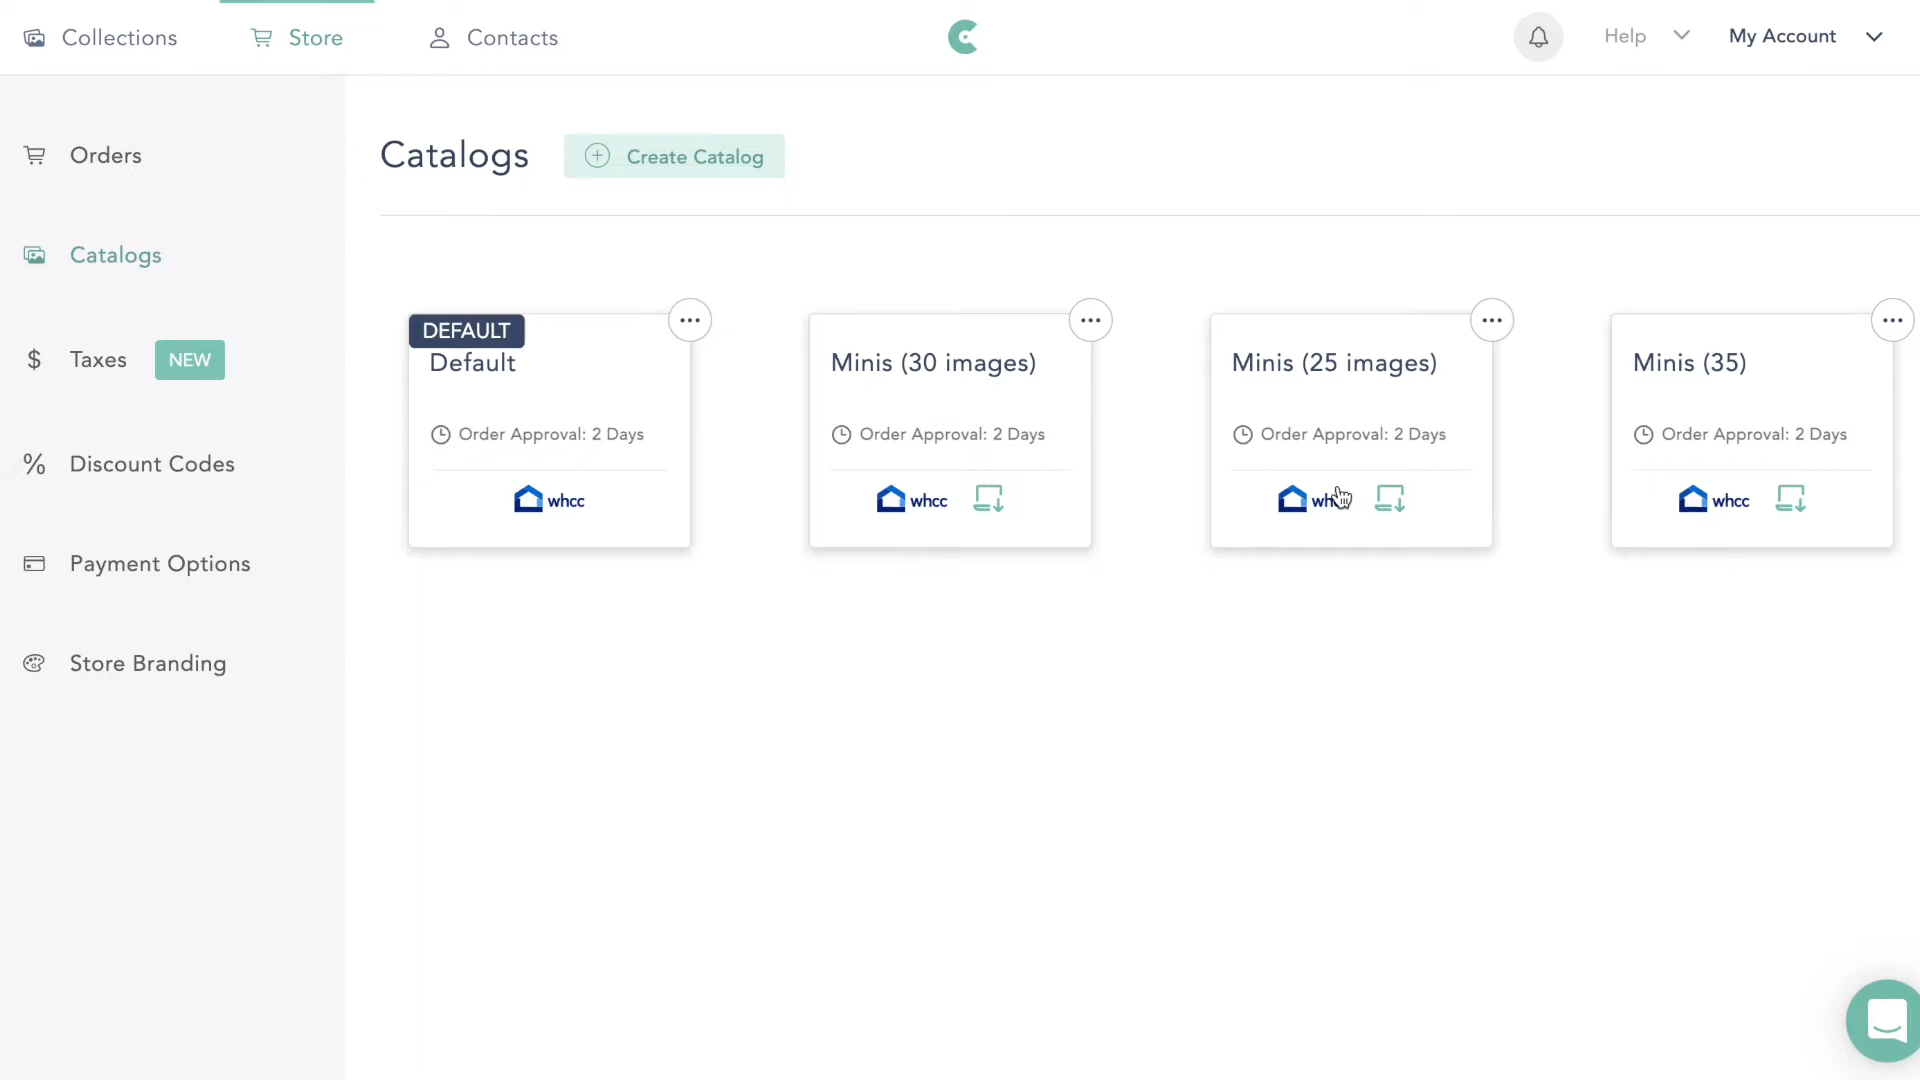 Collections
Store
Contacts
Help
My Account
Orders
Catalogs
Taxes
NEW
Discount Codes
Payment Options
Store Branding
Catalogs
Create Catalog
DEFAULT
Default
Order Approval: 2 Days
whcc
Minis (30 images)
Order Approval: 2 Days
whcc
Minis (25 images)
Order Approval: 2 Days
Minis (35)
Order Approval: 2 Days
whcc